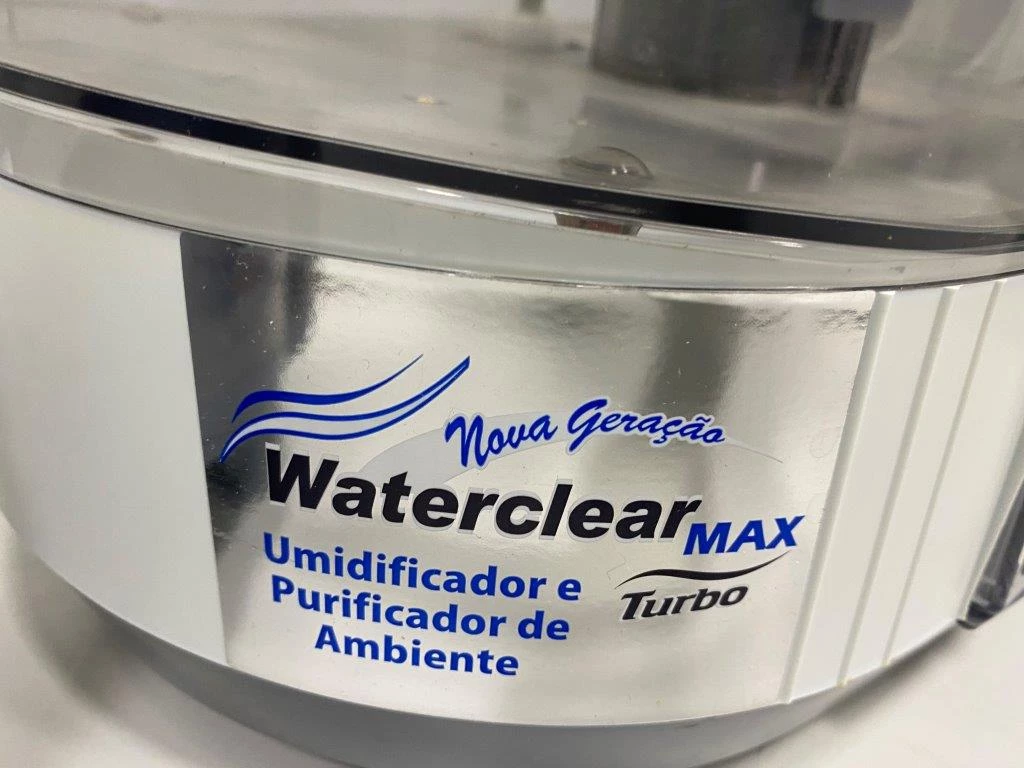 Nova Geração
Waterclear MAX
Turbo
Umidificador e
Purificador de
Ambiente